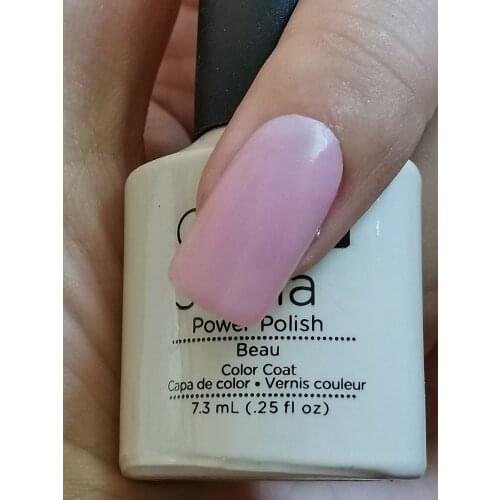 Power Polish
Beau
Color Coat
Capa de color • Vernis couleur
7.3 mL (.25 fl oz)